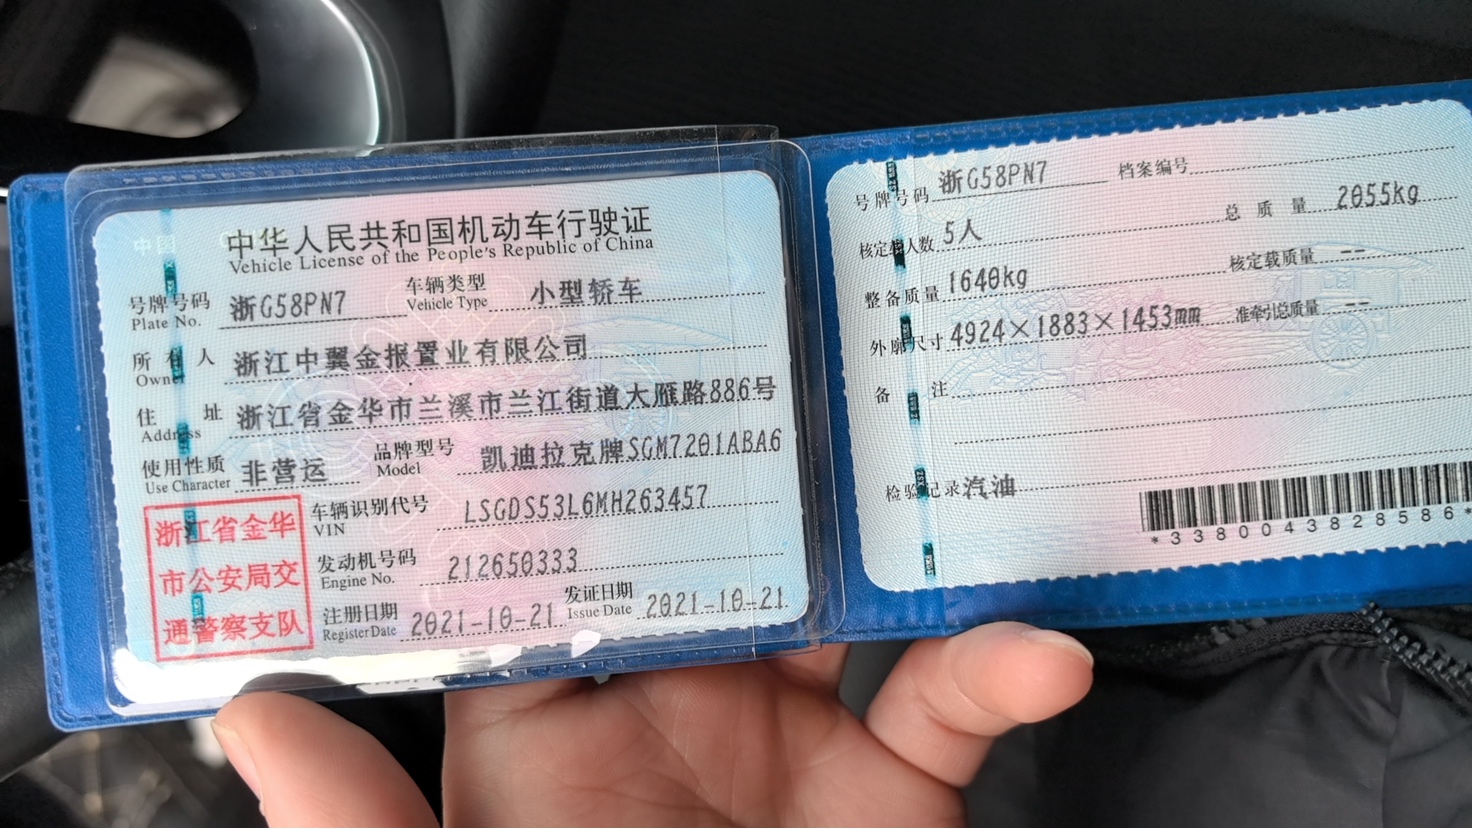 中华人民共和国机动车行驶证
Vehicle License of the People's Republic of China
号牌号码 浙G58PN7 车辆类型 小型轿车
Plate No. Vehicle Type
所有人 浙江中翼金报置业有限公司
Owner
住址 浙江省金华市兰溪市兰江街道大雁路886号
Address
使用性质 非营运 品牌型号 凯迪拉克牌SGM7201ABA6
Use Character Model
浙江省金华
市公安局交
通警察支队
车辆识别代号 LSGDS53L6MH263457
VIN
发动机号码 212650333
Engine No.
注册日期 2021-10-21 发证日期 2021-10-21
Register Date Issue Date
号牌号码 浙G58PN7 档案编号
核定载人数 5人 总质量 2055kg
整备质量 1640kg 核定载质量 --
外廓尺寸 4924×1883×1453mm 准牵引总质量 --
备注
检验记录 汽油
*3380043828586*